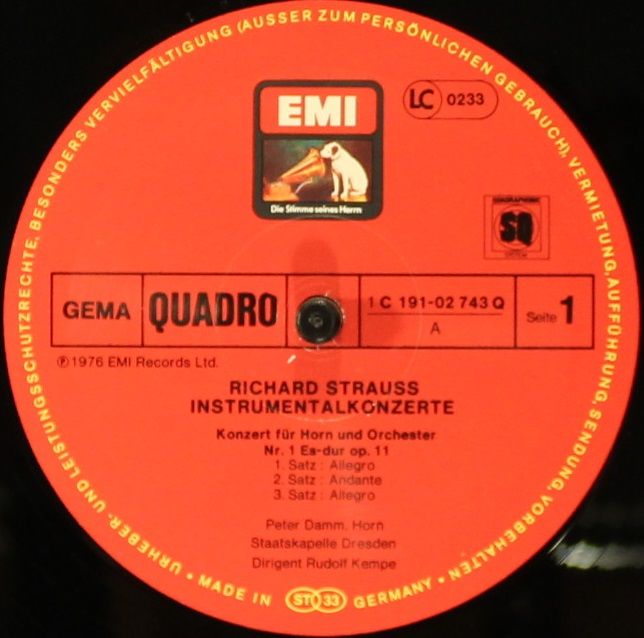 URHEBER- UND LEISTUNGSSCHUTZRECHTE, BESONDERS VERVIELFÄLTIGUNG (AUSSER ZUM PERSÖNLICHEN GEBRAUCH), VERMIETUNG, AUFFÜHRUNG, SENDUNG VORBEHALTEN
EMI
LC 0233
Die Stimme seines Herrn
QUADRAPHONIC
SQ
SYSTEM
GEMA QUADRO 1 C 191-02 743 Q
A
Seite 1
℗ 1976 EMI Records Ltd.
RICHARD STRAUSS
INSTRUMENTALKONZERTE
Konzert für Horn und Orchester
Nr. 1 Es-dur op. 11
1. Satz : Allegro
2. Satz : Andante
3. Satz : Allegro
Peter Damm, Horn
Staatskapelle Dresden
Dirigent Rudolf Kempe
• MADE IN ST 33 GERMANY •